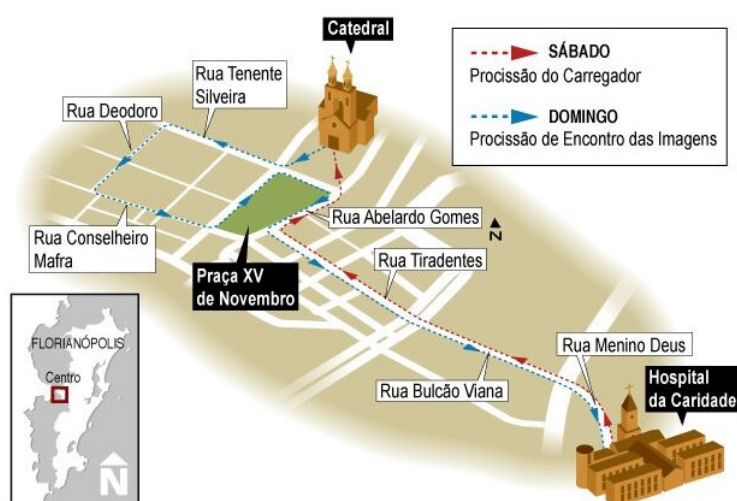 Catedral
SÁBADO
Procissão do Carregador
DOMINGO
Procissão de Encontro das Imagens
Rua Tenente
Silveira
Rua Deodoro
Rua Abelardo Gomes
N
Rua Conselheiro
Mafra
Praça XV
de Novembro
Rua Tiradentes
Rua Menino Deus
Rua Bulcão Viana
Hospital
da Caridade
FLORIANÓPOLIS
Centro
N